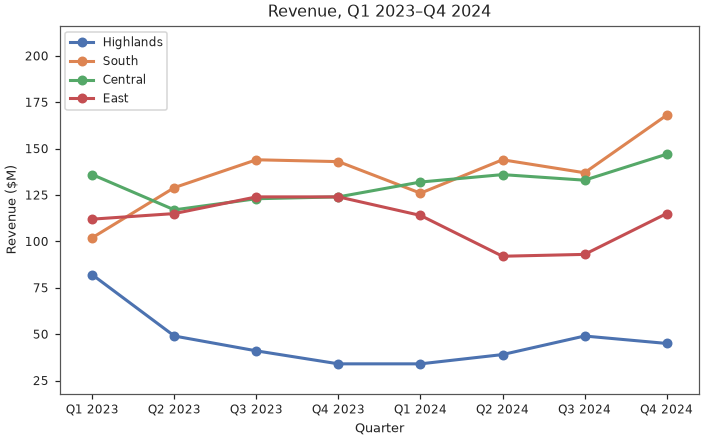 Revenue, Q1 2023–Q4 2024
Highlands
South
Central
East
Revenue ($M)
200
175
150
125
100
75
50
25
Q1 2023 Q2 2023 Q3 2023 Q4 2023 Q1 2024 Q2 2024 Q3 2024 Q4 2024
Quarter